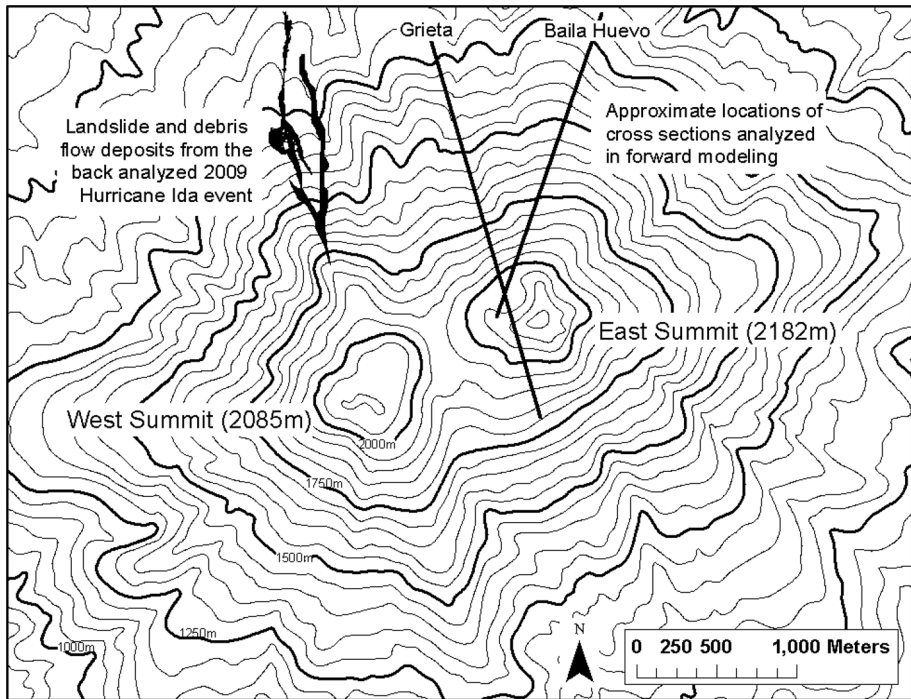 Grieta
Baila Huevo
Landslide and debris
flow deposits from the
back analyzed 2009
Hurricane Ida event
Approximate locations of
cross sections analyzed
in forward modeling
East Summit (2182m)
West Summit (2085m)
2000m
1750m
1500m
1250m
1000m
N
0 250 500 1,000 Meters